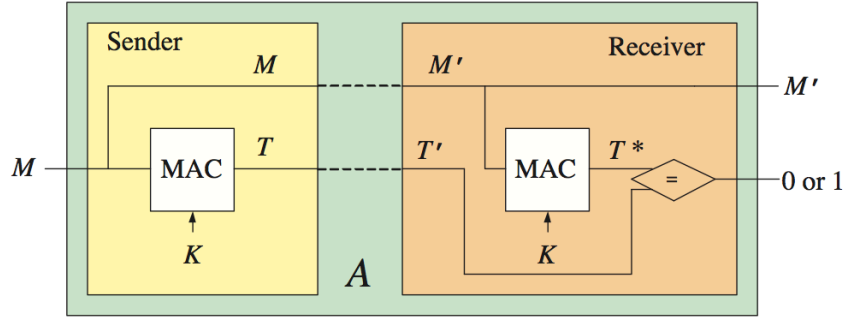 Sender
Receiver
M
M'
M'
M
MAC
T
T'
MAC
T*
=
0 or 1
K
A
K